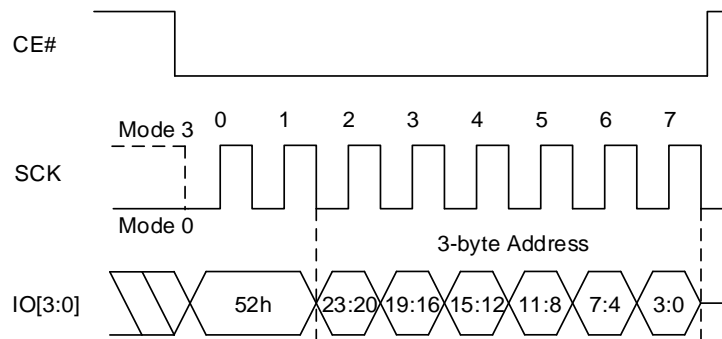 CE#
Mode 3
0 1 2 3 4 5 6 7
SCK
Mode 0
3-byte Address
IO[3:0]
52h 23:20 19:16 15:12 11:8 7:4 3:0